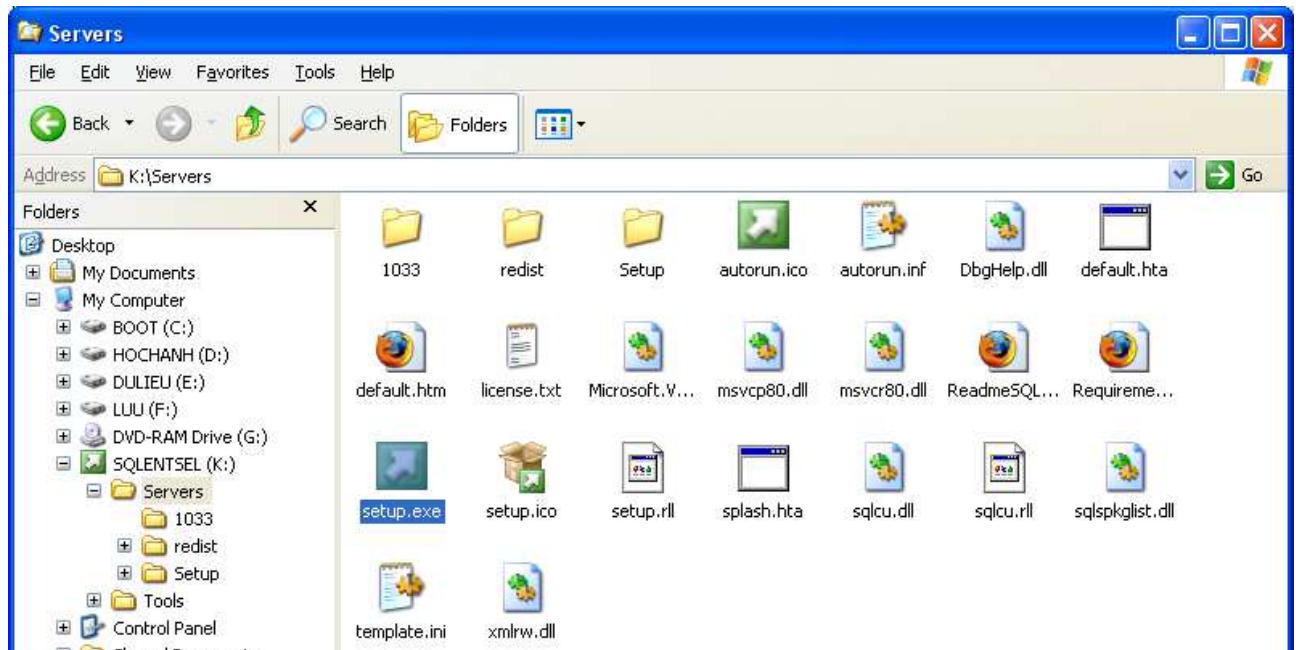 Servers
File Edit View Favorites Tools Help
Back Search Folders
Address K:\Servers Go
Folders X
Desktop
My Documents
My Computer
BOOT (C:)
HOCHANH (D:)
DULIEU (E:)
LUU (F:)
DVD-RAM Drive (G:)
SQLENTSEL (K:)
Servers
1033
redist
Setup
Tools
Control Panel
1033 redist Setup autorun.ico autorun.inf DbgHelp.dll default.hta
default.htm license.txt Microsoft.V... msvcp80.dll msvcr80.dll ReadmeSQL... Requireme...
setup.exe setup.ico setup.rll splash.hta sqlcu.dll sqlcu.rll sqlspkglist.dll
template.ini xmlrw.dll